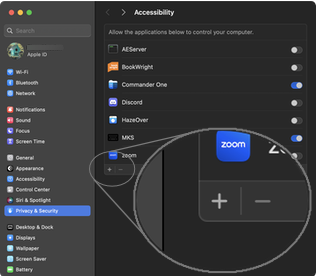 Accessibility
Search
Apple ID
Allow the applications below to control your computer.
AEServer
BookWright
Commander One
Discord
HazeOver
MKS
zoom
+ −
Wi-Fi
Bluetooth
Network
Notifications
Sound
Focus
Screen Time
General
Appearance
Accessibility
Control Center
Siri & Spotlight
Privacy & Security
Desktop & Dock
Displays
Wallpaper
Screen Saver
Battery
zoom
+ −